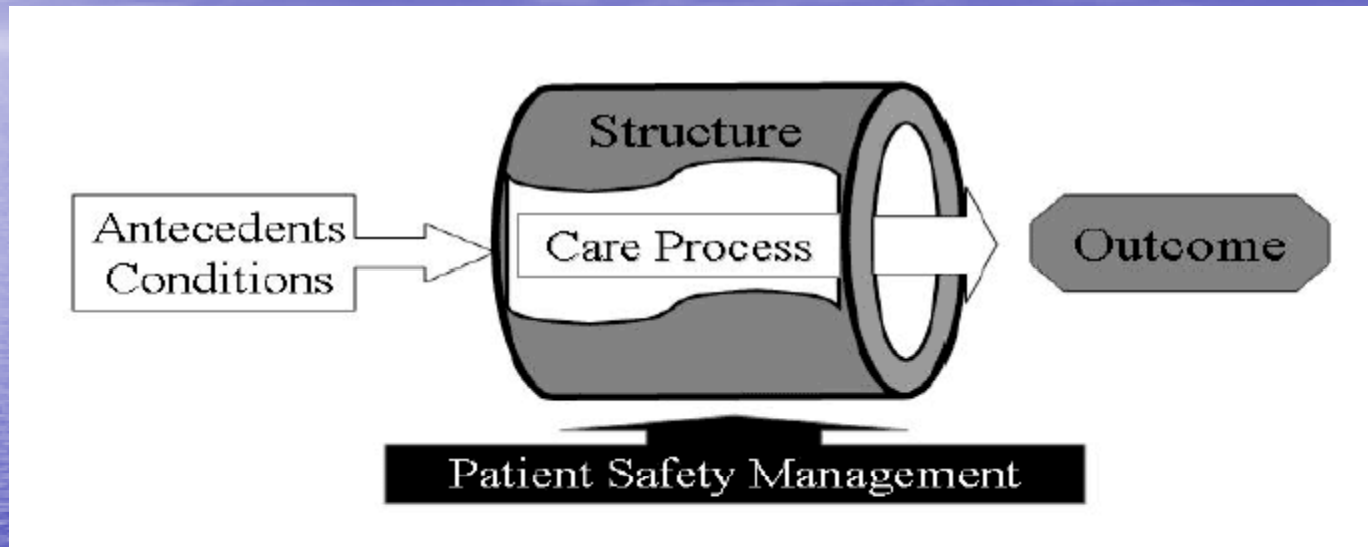 Structure
Antecedents
Conditions
Care Process
Outcome
Patient Safety Management